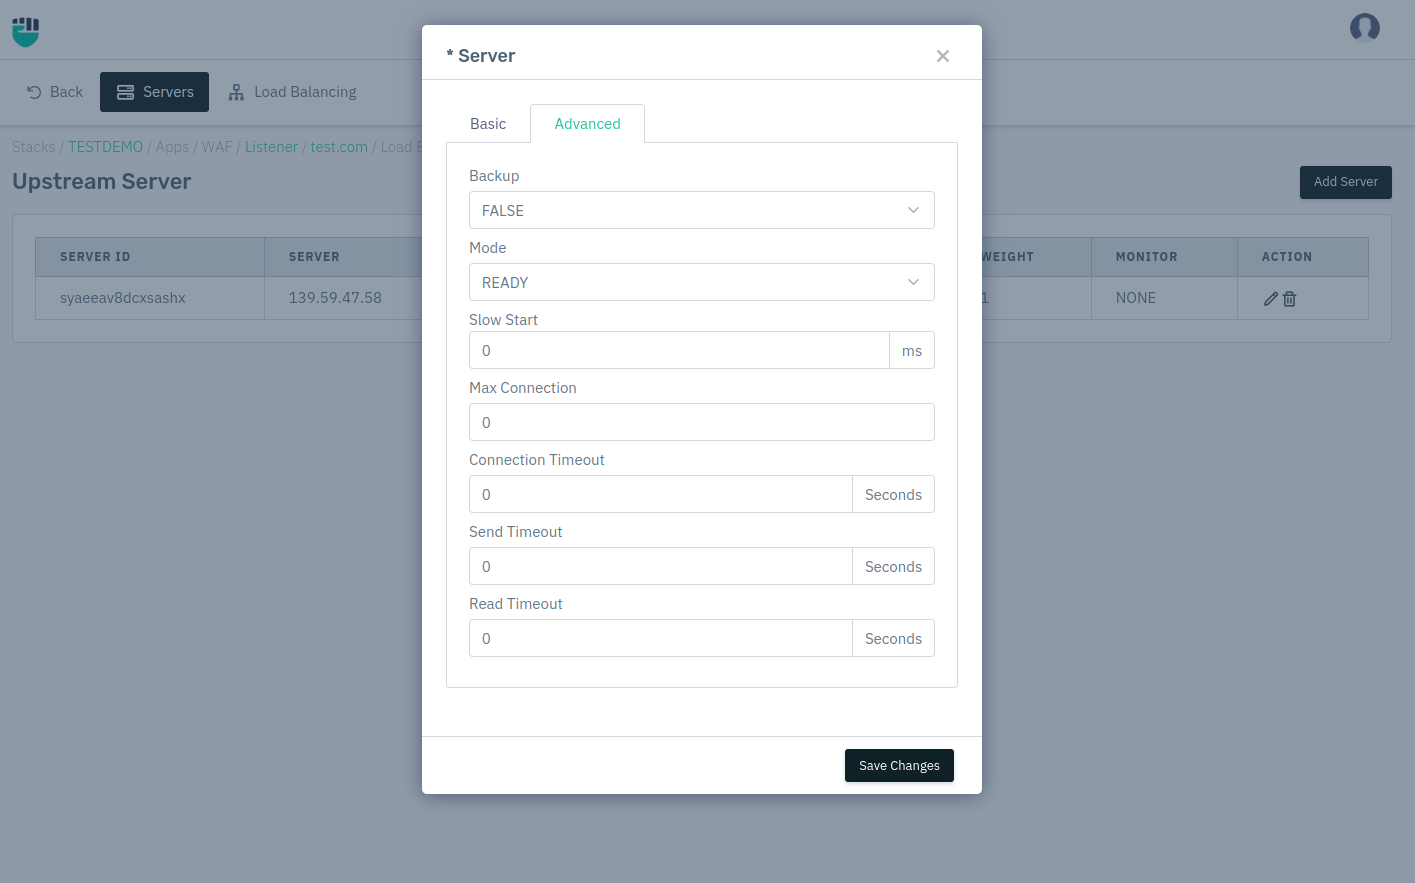 * Server
Back
Servers
Load Balancing
Basic
Advanced
Stacks / TESTDEMO / Apps / WAF / Listener / test.com / Load
Upstream Server
Add Server
Backup
FALSE
Mode
READY
Slow Start
0 ms
Max Connection
0
Connection Timeout
0 Seconds
Send Timeout
0 Seconds
Read Timeout
0 Seconds
Save Changes
SERVER ID SERVER WEIGHT MONITOR ACTION
syaeeav8dcxsashx 139.59.47.58 1 NONE